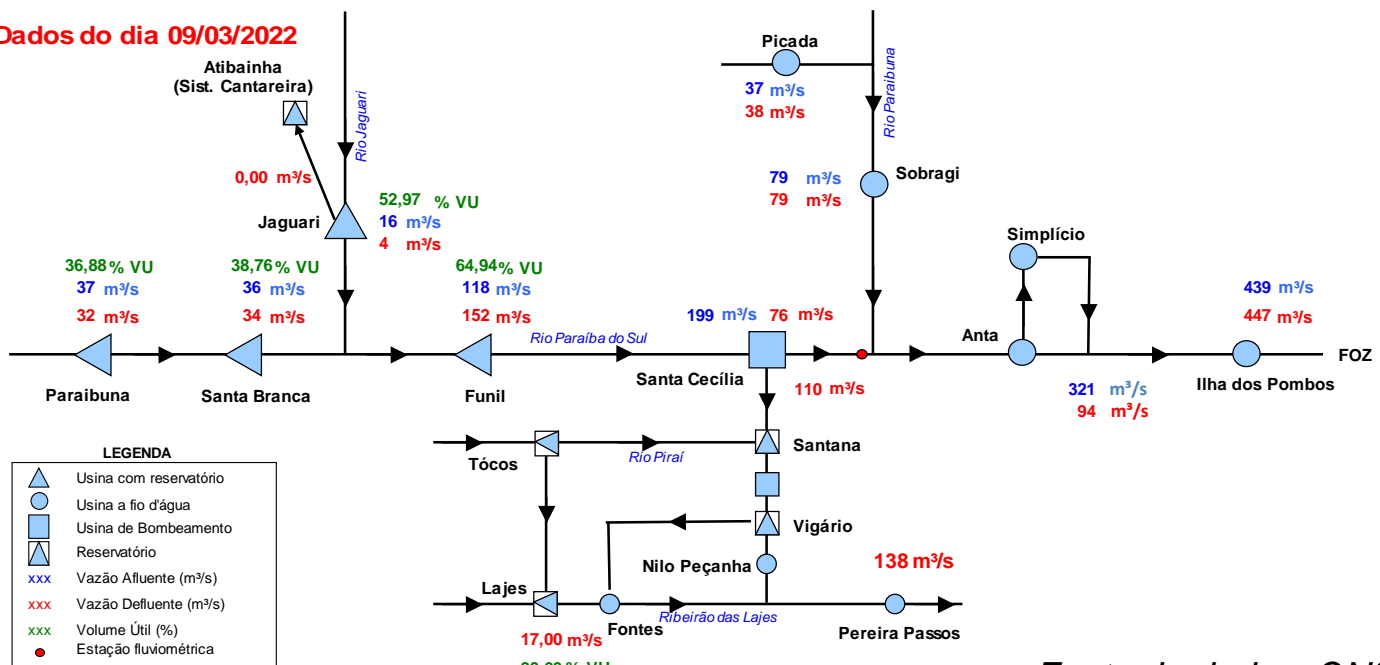 Dados do dia 09/03/2022
Atibainha
(Sist. Cantareira)
Rio Jaguari
0,00 m³/s
Jaguari
52,97 % VU
16 m³/s
4 m³/s
Picada
37 m³/s
38 m³/s
Rio Paraibuna
79 m³/s
79 m³/s
Sobragi
36,88 % VU
37 m³/s
32 m³/s
Paraibuna
38,76 % VU
36 m³/s
34 m³/s
Santa Branca
64,94 % VU
118 m³/s
152 m³/s
Funil
Rio Paraíba do Sul
199 m³/s 76 m³/s
Santa Cecília
110 m³/s
Simplício
Anta
321 m³/s
94 m³/s
439 m³/s
447 m³/s
Ilha dos Pombos
FOZ
Tócos
Rio Piraí
Santana
Vigário
Nilo Peçanha
138 m³/s
Lajes
Fontes
Ribeirão das Lajes
Pereira Passos
17,00 m³/s
% VU
LEGENDA
Usina com reservatório
Usina a fio d'água
Usina de Bombeamento
Reservatório
xxx Vazão Afluente (m³/s)
xxx Vazão Defluente (m³/s)
xxx Volume Útil (%)
Estação fluviométrica